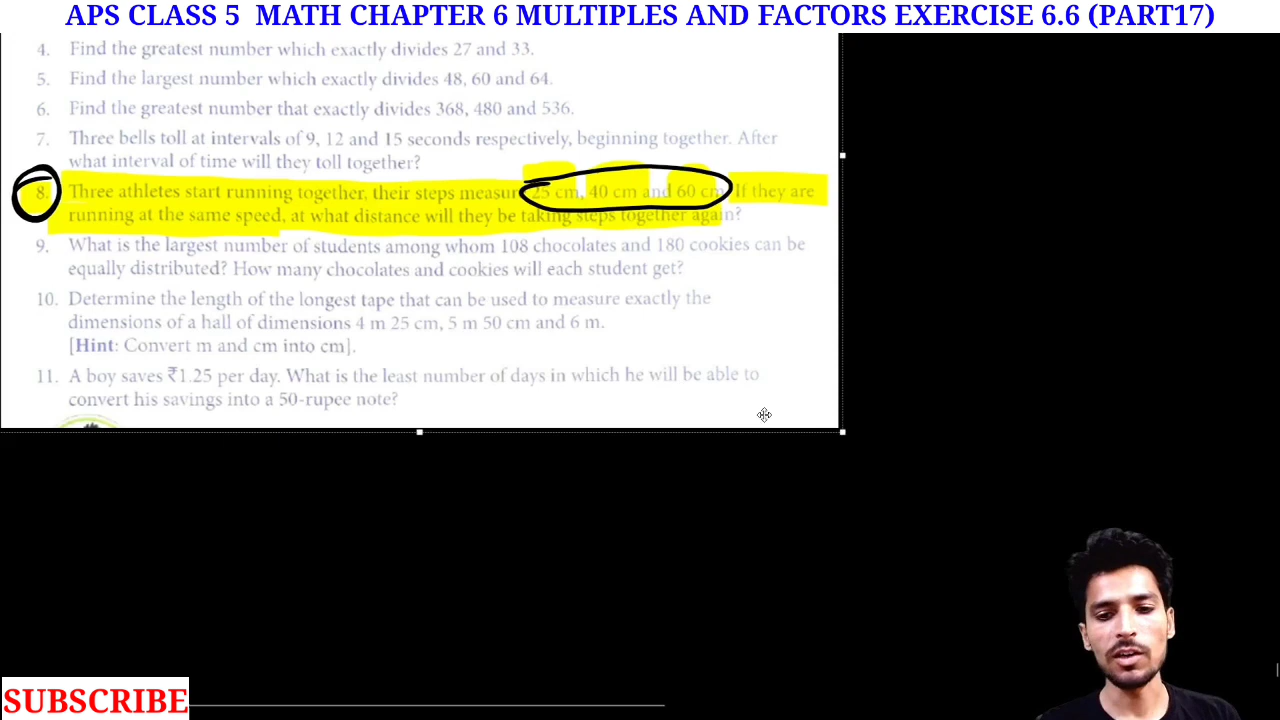 APS CLASS 5 MATH CHAPTER 6 MULTIPLES AND FACTORS EXERCISE 6.6 (PART17)
4. Find the greatest number which exactly divides 27 and 33.
5. Find the largest number which exactly divides 48, 60 and 64.
6. Find the greatest number that exactly divides 368, 480 and 536.
7. Three bells toll at intervals of 9, 12 and 15 seconds respectively, beginning together. After
what interval of time will they toll together?
8. Three athletes start running together, their steps measure 25 cm, 40 cm and 60 cm. If they are
running at the same speed, at what distance will they be taking steps together again?
9. What is the largest number of students among whom 108 chocolates and 180 cookies can be
equally distributed? How many chocolates and cookies will each student get?
10. Determine the length of the longest tape that can be used to measure exactly the
dimensions of a hall of dimensions 4 m 25 cm, 5 m 50 cm and 6 m.
[Hint: Convert m and cm into cm].
11. A boy saves ₹1.25 per day. What is the least number of days in which he will be able to
convert his savings into a 50-rupee note?
SUBSCRIBE